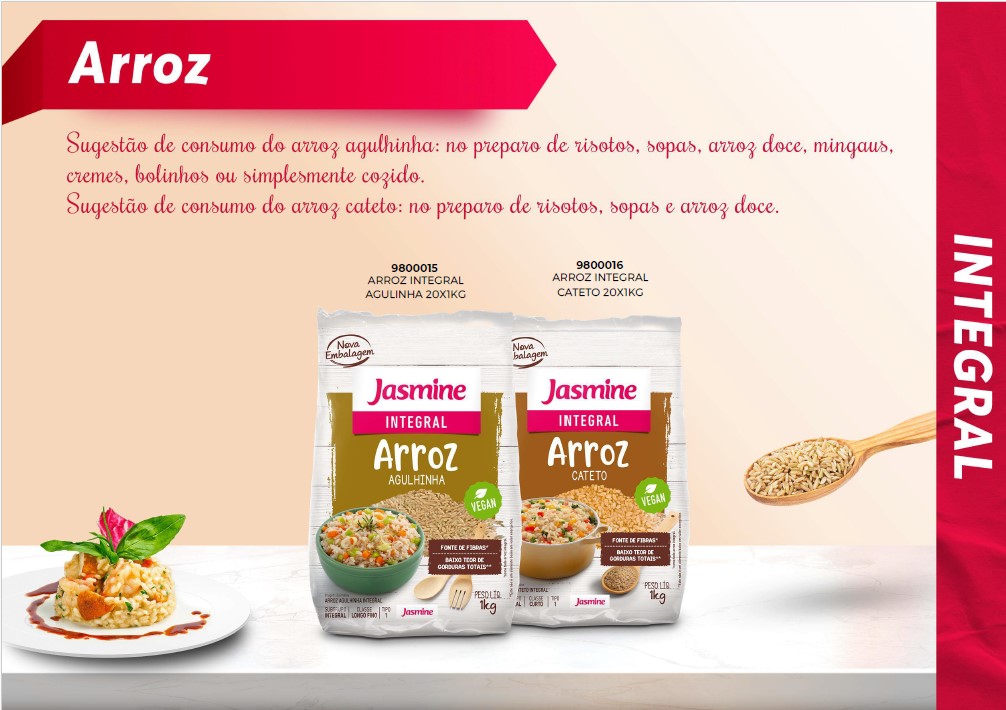 Arroz
Sugestão de consumo do arroz agulhinha: no preparo de risotos, sopas, arroz doce, mingaus,
cremes, bolinhos ou simplesmente cozido.
Sugestão de consumo do arroz cateto: no preparo de risotos, sopas e arroz doce.
9800015
ARROZ INTEGRAL
AGULINHA 20X1KG
9800016
ARROZ INTEGRAL
CATETO 20X1KG
INTEGRAL
Nova
Embalagem
Jasmine
INTEGRAL
Arroz
AGULHINHA
VEGAN
FONTE DE FIBRAS*
BAIXO TEOR DE
GORDURAS TOTAIS**
ARROZ AGULHINHA INTEGRAL
SUBGRUPO CLASSE TIPO
INTEGRAL LONGO FINO 1
Jasmine
PESO LÍQ.
1kg
Nova
balagem
Jasmine
INTEGRAL
Arroz
CATETO
VEGAN
FONTE DE FIBRAS*
BAIXO TEOR DE
GORDURAS TOTAIS**
CLASSE TIPO
CURTO 1
Jasmine
PESO LÍQ.
1kg